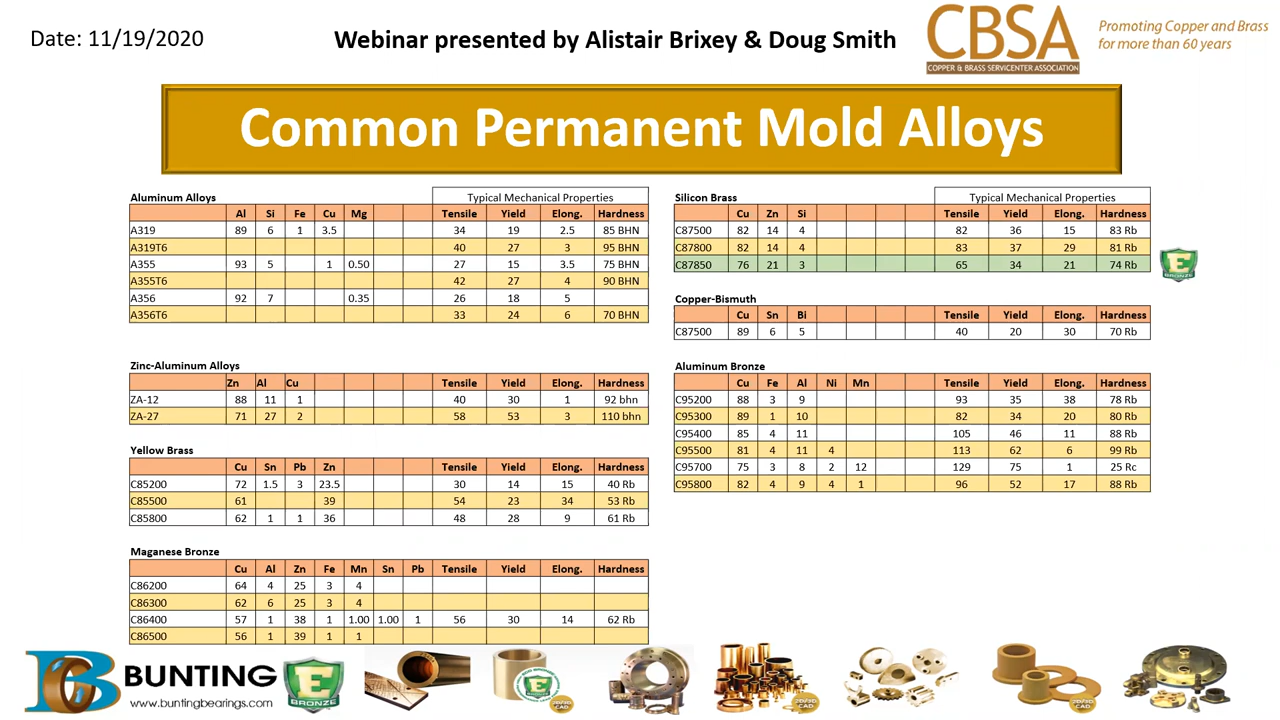 Date: 11/19/2020
Webinar presented by Alistair Brixey & Doug Smith
CBSA
COPPER & BRASS SERVICENTER ASSOCIATION
Promoting Copper and Brass
for more than 60 years
Common Permanent Mold Alloys
Aluminum Alloys Typical Mechanical Properties
Al Si Fe Cu Mg Tensile Yield Elong. Hardness
A319 89 6 1 3.5 34 19 2.5 85 BHN
A319T6 40 27 3 95 BHN
A355 93 5 1 0.50 27 15 3.5 75 BHN
A355T6 42 27 4 90 BHN
A356 92 7 0.35 26 18 5
A356T6 33 24 6 70 BHN
Zinc-Aluminum Alloys
Zn Al Cu Tensile Yield Elong. Hardness
ZA-12 88 11 1 40 30 1 92 bhn
ZA-27 71 27 2 58 53 3 110 bhn
Yellow Brass
Cu Sn Pb Zn Tensile Yield Elong. Hardness
C85200 72 1.5 3 23.5 30 14 15 40 Rb
C85500 61 39 54 23 34 53 Rb
C85800 62 1 1 36 48 28 9 61 Rb
Maganese Bronze
Cu Al Zn Fe Mn Sn Pb Tensile Yield Elong. Hardness
C86200 64 4 25 3 4
C86300 62 6 25 3 4
C86400 57 1 38 1 1.00 1.00 1 56 30 14 62 Rb
C86500 56 1 39 1 1
Silicon Brass Typical Mechanical Properties
Cu Zn Si Tensile Yield Elong. Hardness
C87500 82 14 4 82 36 15 83 Rb
C87800 82 14 4 83 37 29 81 Rb
C87850 76 21 3 65 34 21 74 Rb
E
BRONZE
Copper-Bismuth
Cu Sn Bi Tensile Yield Elong. Hardness
C87500 89 6 5 40 20 30 70 Rb
Aluminum Bronze
Cu Fe Al Ni Mn Tensile Yield Elong. Hardness
C95200 88 3 9 93 35 38 78 Rb
C95300 89 1 10 82 34 20 80 Rb
C95400 85 4 11 105 46 11 88 Rb
C95500 81 4 11 4 113 62 6 99 Rb
C95700 75 3 8 2 12 129 75 1 25 Rc
C95800 82 4 9 4 1 96 52 17 88 Rb
BUNTING
www.buntingbearings.com
E
BRONZE
2D/3D
CAD
2D/3D
CAD
2D/3D
CAD